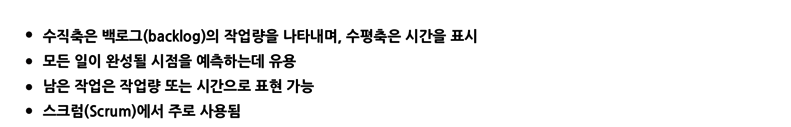 • 수직축은 백로그(backlog)의 작업량을 나타내며, 수평축은 시간을 표시
• 모든 일이 완성될 시점을 예측하는데 유용
• 남은 작업은 작업량 또는 시간으로 표현 가능
• 스크럼(Scrum)에서 주로 사용됨